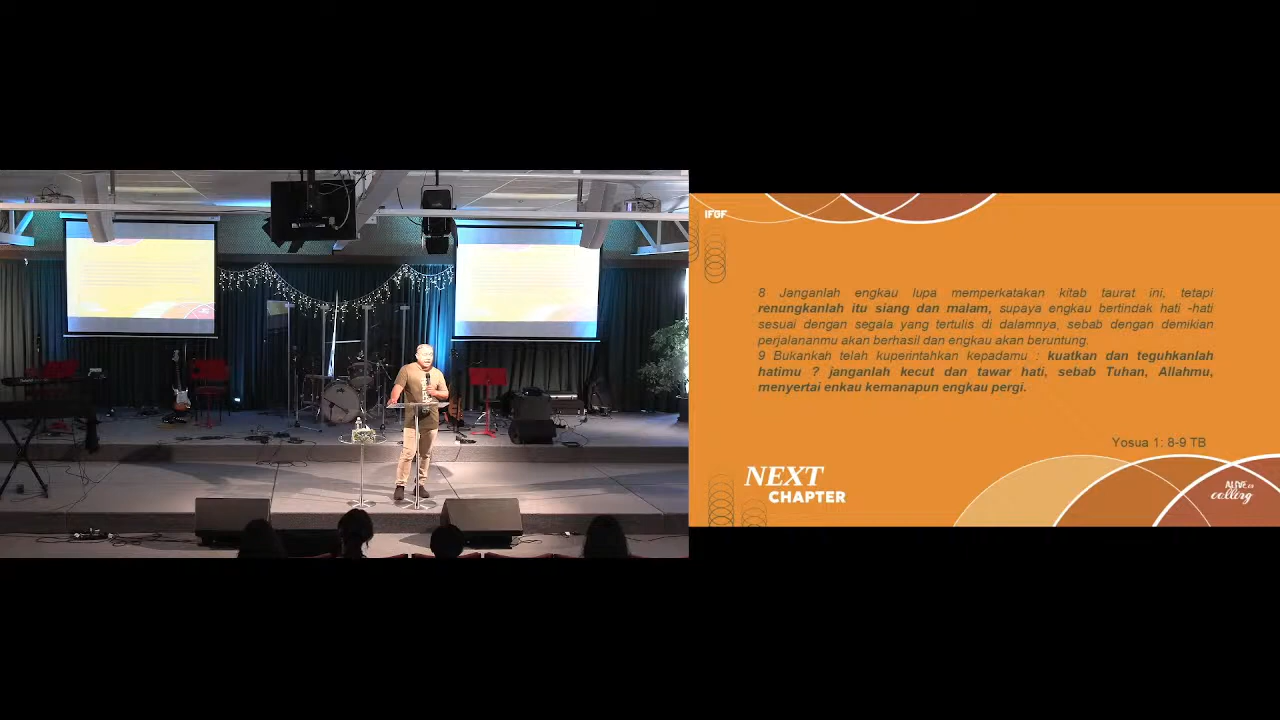 IFGF
8 Janganlah engkau lupa memperkatakan kitab taurat ini, tetapi
renungkanlah itu siang dan malam, supaya engkau bertindak hati -hati
sesuai dengan segala yang tertulis di dalamnya, sebab dengan demikian
perjalananmu akan berhasil dan engkau akan beruntung.
9 Bukankah telah kuperintahkan kepadamu : kuatkan dan teguhkanlah
hatimu ? janganlah kecut dan tawar hati, sebab Tuhan, Allahmu,
menyertai enkau kemanapun engkau pergi.
Yosua 1: 8-9 TB
NEXT
CHAPTER
ALIVE in
calling